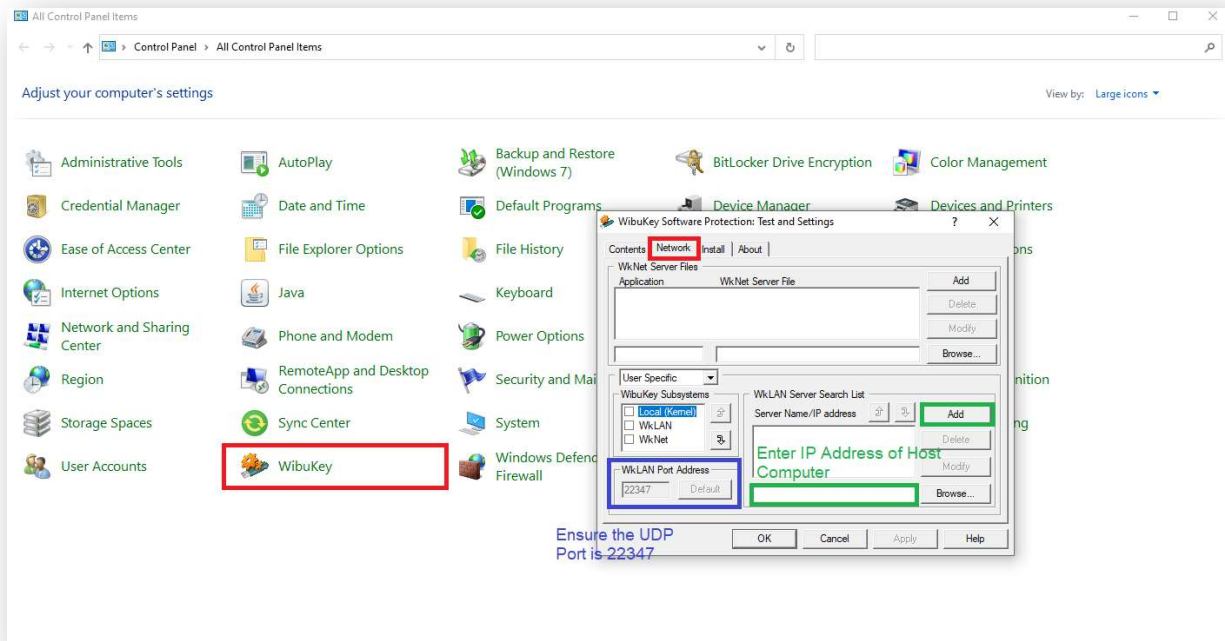 All Control Panel Items
Control Panel > All Control Panel Items
Adjust your computer's settings
View by: Large icons
Administrative Tools
AutoPlay
Backup and Restore
(Windows 7)
BitLocker Drive Encryption
Color Management
Credential Manager
Date and Time
Default Programs
Device Manager
Devices and Printers
Ease of Access Center
File Explorer Options
File History
ons
Internet Options
Java
Keyboard
Network and Sharing
Center
Phone and Modem
Power Options
Region
RemoteApp and Desktop
Connections
Security and Mai
nition
Storage Spaces
Sync Center
System
ng
User Accounts
WibuKey
Windows Defend
Firewall
WibuKey Software Protection: Test and Settings
Contents Network Install About
WkNet Server Files
Application WkNet Server File
Add
Delete
Modify
Browse...
User Specific
WibuKey Subsystems
Local (Kernel)
WkLAN
WkNet
WkLAN Server Search List
Server Name/IP address
Add
Delete
Modify
Browse...
Enter IP Address of Host
Computer
WkLAN Port Address
22347 Default
Ensure the UDP
Port is 22347
OK Cancel Apply Help